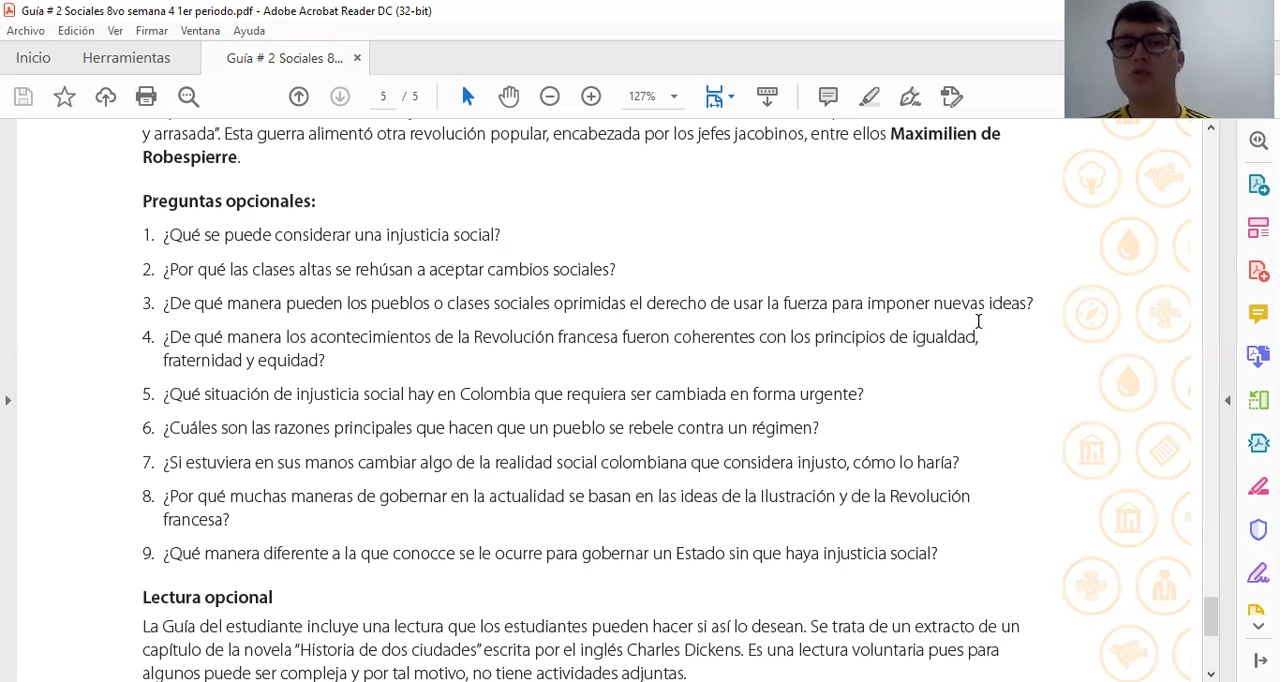 Guía # 2 Sociales 8vo semana 4 1er periodo.pdf - Adobe Acrobat Reader DC (32-bit)
Archivo Edición Ver Firmar Ventana Ayuda
Inicio Herramientas Guía # 2 Sociales 8... ×
5 / 5 127%
y arrasada”. Esta guerra alimentó otra revolución popular, encabezada por los jefes jacobinos, entre ellos Maximilien de
Robespierre.
Preguntas opcionales:
1. ¿Qué se puede considerar una injusticia social?
2. ¿Por qué las clases altas se rehúsan a aceptar cambios sociales?
3. ¿De qué manera pueden los pueblos o clases sociales oprimidas el derecho de usar la fuerza para imponer nuevas ideas?
4. ¿De qué manera los acontecimientos de la Revolución francesa fueron coherentes con los principios de igualdad,
fraternidad y equidad?
5. ¿Qué situación de injusticia social hay en Colombia que requiera ser cambiada en forma urgente?
6. ¿Cuáles son las razones principales que hacen que un pueblo se rebele contra un régimen?
7. ¿Si estuviera en sus manos cambiar algo de la realidad social colombiana que considera injusto, cómo lo haría?
8. ¿Por qué muchas maneras de gobernar en la actualidad se basan en las ideas de la Ilustración y de la Revolución
francesa?
9. ¿Qué manera diferente a la que conocce se le ocurre para gobernar un Estado sin que haya injusticia social?
Lectura opcional
La Guía del estudiante incluye una lectura que los estudiantes pueden hacer si así lo desean. Se trata de un extracto de un
capítulo de la novela “Historia de dos ciudades” escrita por el inglés Charles Dickens. Es una lectura voluntaria pues para
algunos puede ser compleja y por tal motivo, no tiene actividades adjuntas.